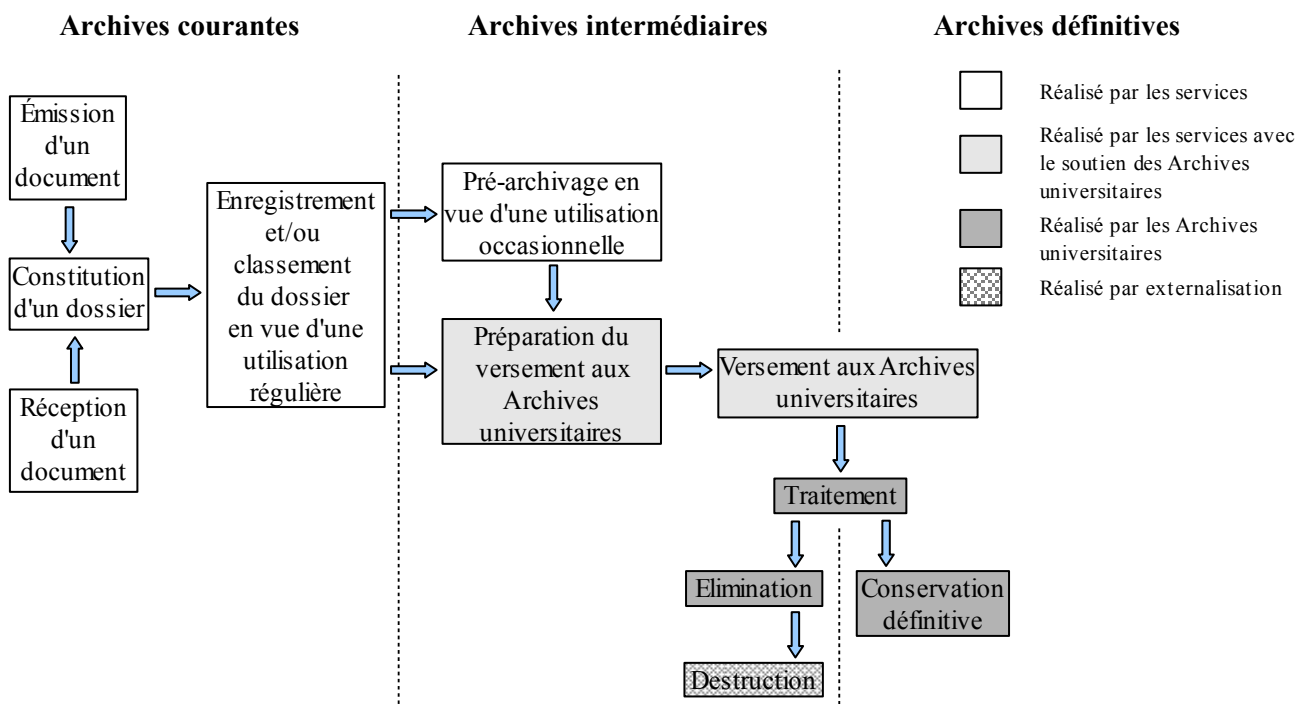 Archives courantes
Archives intermédiaires
Archives définitives
Émission
d'un
document
Constitution
d'un dossier
Réception
d'un
document
Enregistrement
et/ou
classement
du dossier
en vue d'une
utilisation
régulière
Pré-archivage en
vue d'une utilisation
occasionnelle
Préparation du
versement aux
Archives
universitaires
Versement aux Archives
universitaires
Traitement
Elimination
Conservation
définitive
Destruction
Réalisé par les services
Réalisé par les services avec
le soutien des Archives
universitaires
Réalisé par les Archives
universitaires
Réalisé par externalisation